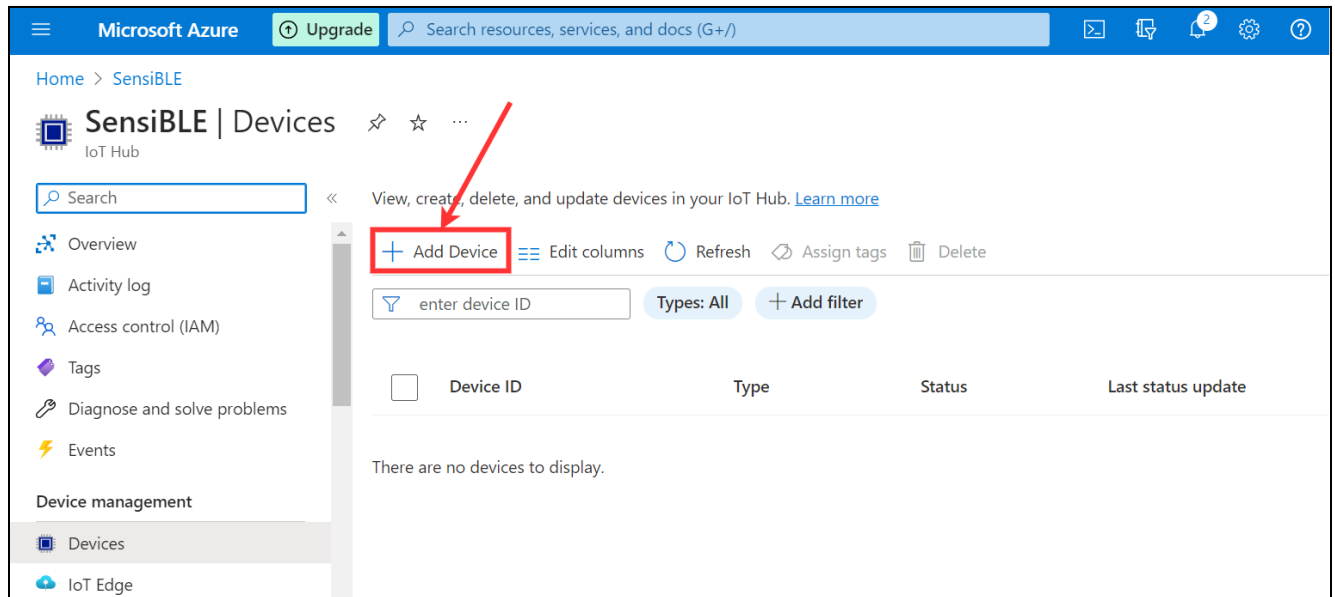 Microsoft Azure
Upgrade
Search resources, services, and docs (G+/)
2
Home > SensiBLE
SensiBLE | Devices
IoT Hub
Search
View, create, delete, and update devices in your IoT Hub. Learn more
Add Device
Edit columns
Refresh
Assign tags
Delete
enter device ID
Types: All
Add filter
Device ID
Type
Status
Last status update
There are no devices to display.
Overview
Activity log
Access control (IAM)
Tags
Diagnose and solve problems
Events
Device management
Devices
IoT Edge